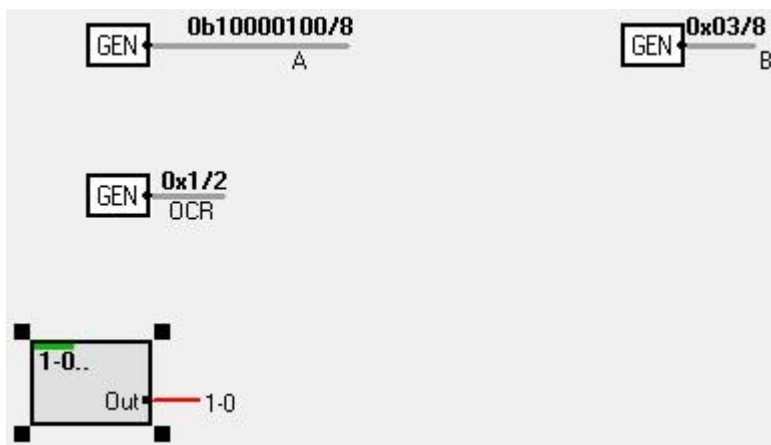 0b10000100/8
GEN
A
0x03/8
GEN
B
0x1/2
GEN
OCR
1-0..
Out
1-0